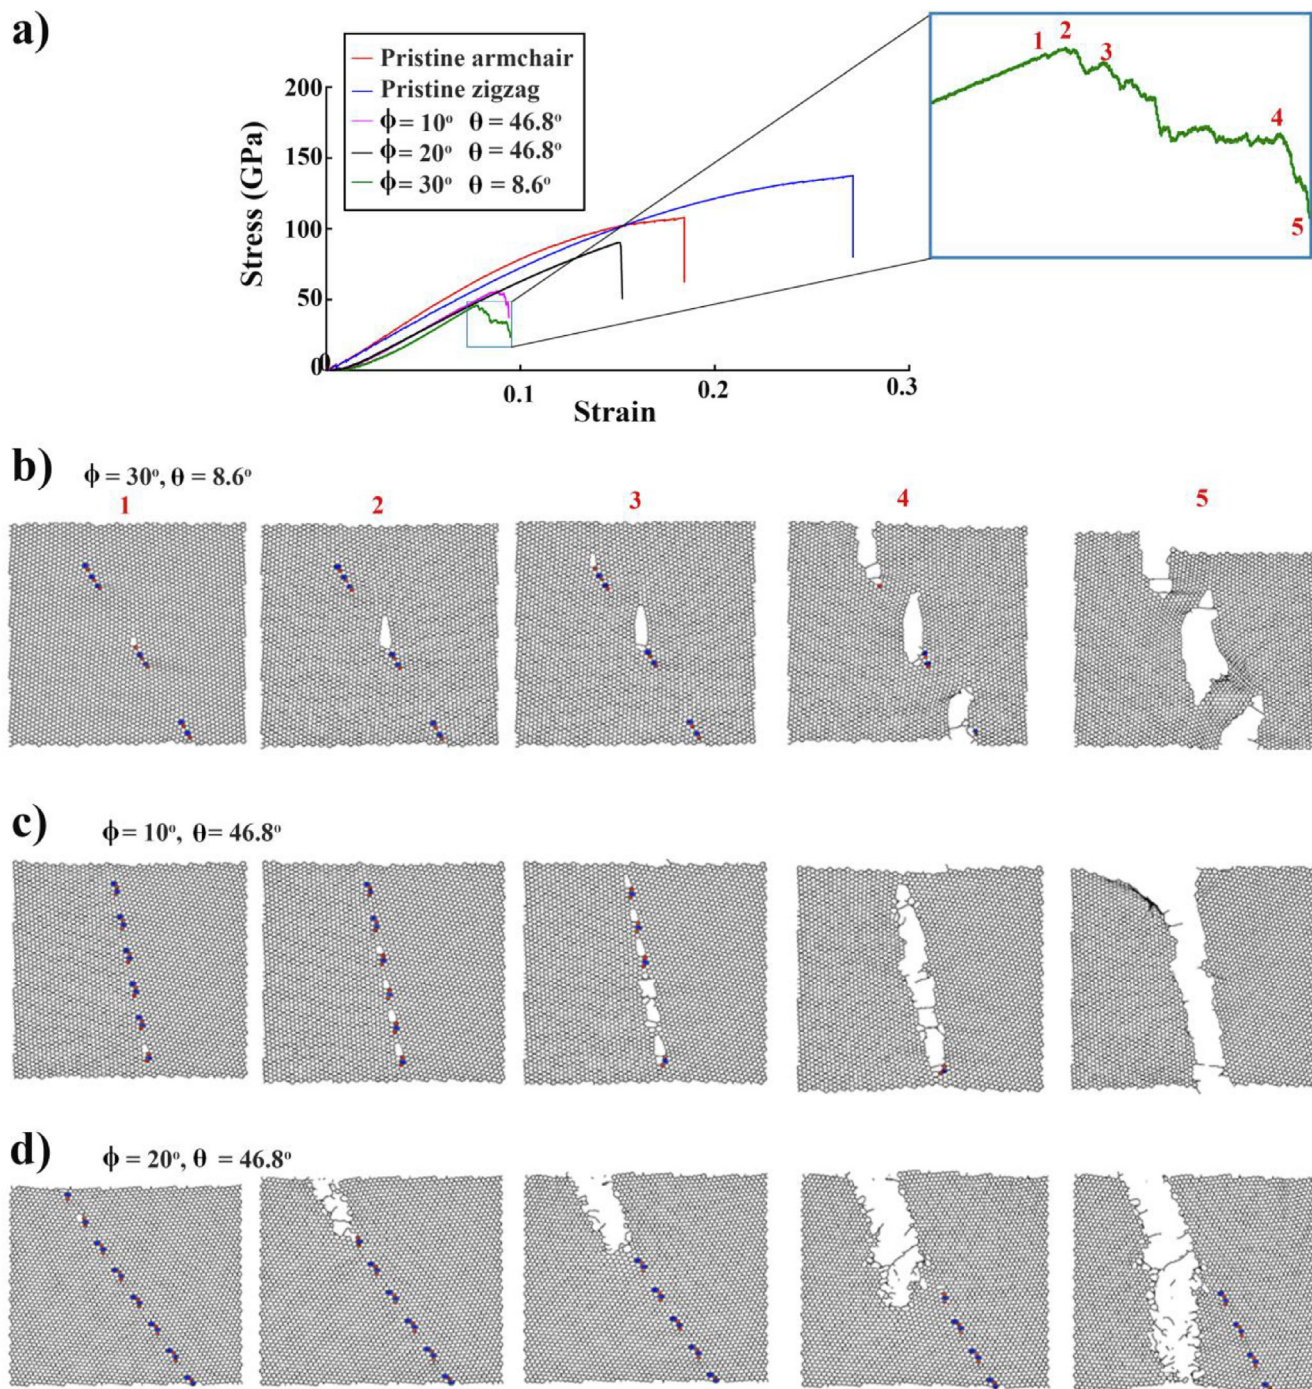 a)
Pristine armchair
Pristine zigzag
ϕ = 10° θ = 46.8°
ϕ = 20° θ = 46.8°
ϕ = 30° θ = 8.6°
200
150
100
50
0
0
0.1
0.2
0.3
Stress (GPa)
Strain
1
2
3
4
5
b)
ϕ = 30°, θ = 8.6°
1 2 3 4 5
c)
ϕ = 10°, θ = 46.8°
d)
ϕ = 20°, θ = 46.8°